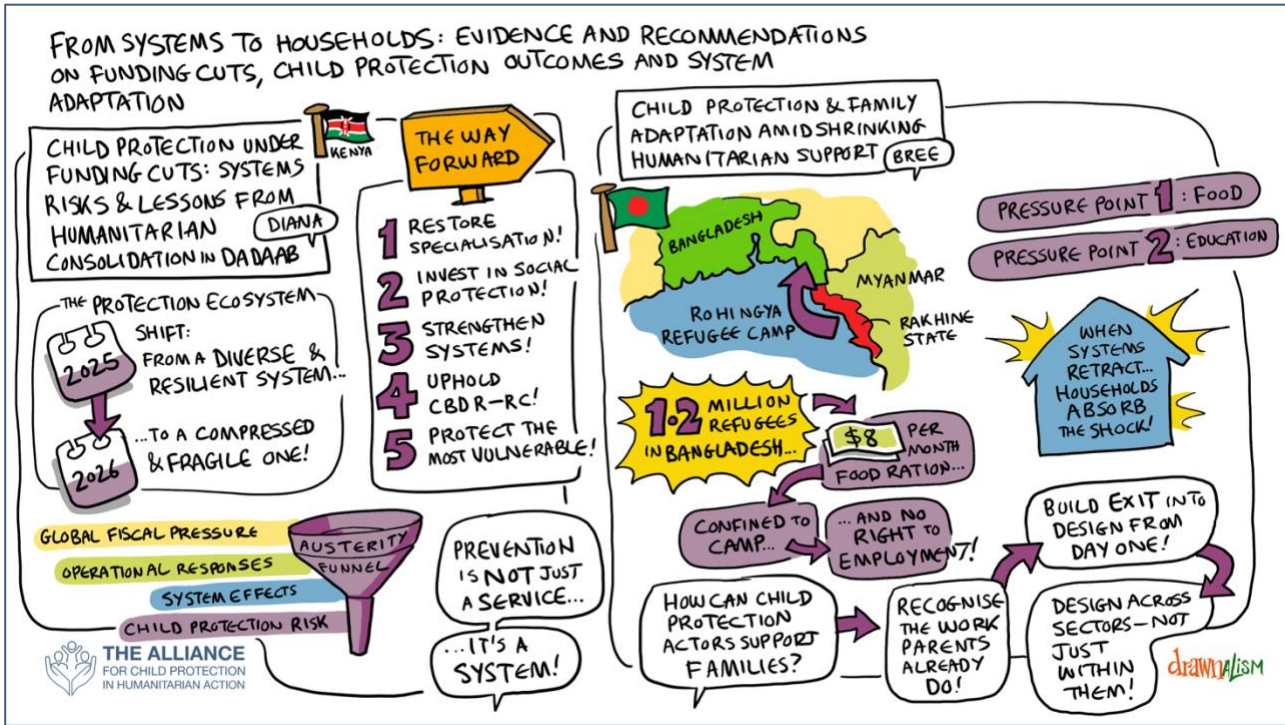 FROM SYSTEMS TO HOUSEHOLDS: EVIDENCE AND RECOMMENDATIONS
ON FUNDING CUTS, CHILD PROTECTION OUTCOMES AND SYSTEM
ADAPTATION
CHILD PROTECTION UNDER
FUNDING CUTS: SYSTEMS
RISKS & LESSONS FROM
HUMANITARIAN
CONSOLIDATION IN DADAAB
DIANA
KENYA
THE PROTECTION ECOSYSTEM
2025
SHIFT:
FROM A DIVERSE &
RESILIENT SYSTEM...
2026
...TO A COMPRESSED
& FRAGILE ONE!
GLOBAL FISCAL PRESSURE
OPERATIONAL RESPONSES
SYSTEM EFFECTS
CHILD PROTECTION RISK
AUSTERITY
FUNNEL
THE WAY
FORWARD
1 RESTORE
SPECIALISATION!
2 INVEST IN SOCIAL
PROTECTION!
3 STRENGTHEN
SYSTEMS!
4 UPHOLD
CBDR-RC!
5 PROTECT THE
MOST VULNERABLE!
PREVENTION
IS NOT JUST
A SERVICE...
...IT'S A
SYSTEM!
CHILD PROTECTION & FAMILY
ADAPTATION AMID SHRINKING
HUMANITARIAN SUPPORT
BREE
BANGLADESH
MYANMAR
ROHINGYA
REFUGEE CAMP
RAKHINE
STATE
1.2 MILLION
REFUGEES
IN BANGLADESH...
$8 PER
MONTH
FOOD RATION...
CONFINED TO
CAMP...
...AND NO
RIGHT TO
EMPLOYMENT!
PRESSURE POINT 1: FOOD
PRESSURE POINT 2: EDUCATION
WHEN
SYSTEMS
RETRACT...
HOUSEHOLDS
ABSORB
THE SHOCK!
HOW CAN CHILD
PROTECTION
ACTORS SUPPORT
FAMILIES?
RECOGNISE
THE WORK
PARENTS
ALREADY
DO!
BUILD EXIT INTO
DESIGN FROM
DAY ONE!
DESIGN ACROSS
SECTORS—NOT
JUST
WITHIN
THEM!
THE ALLIANCE
FOR CHILD PROTECTION
IN HUMANITARIAN ACTION
drawnalism